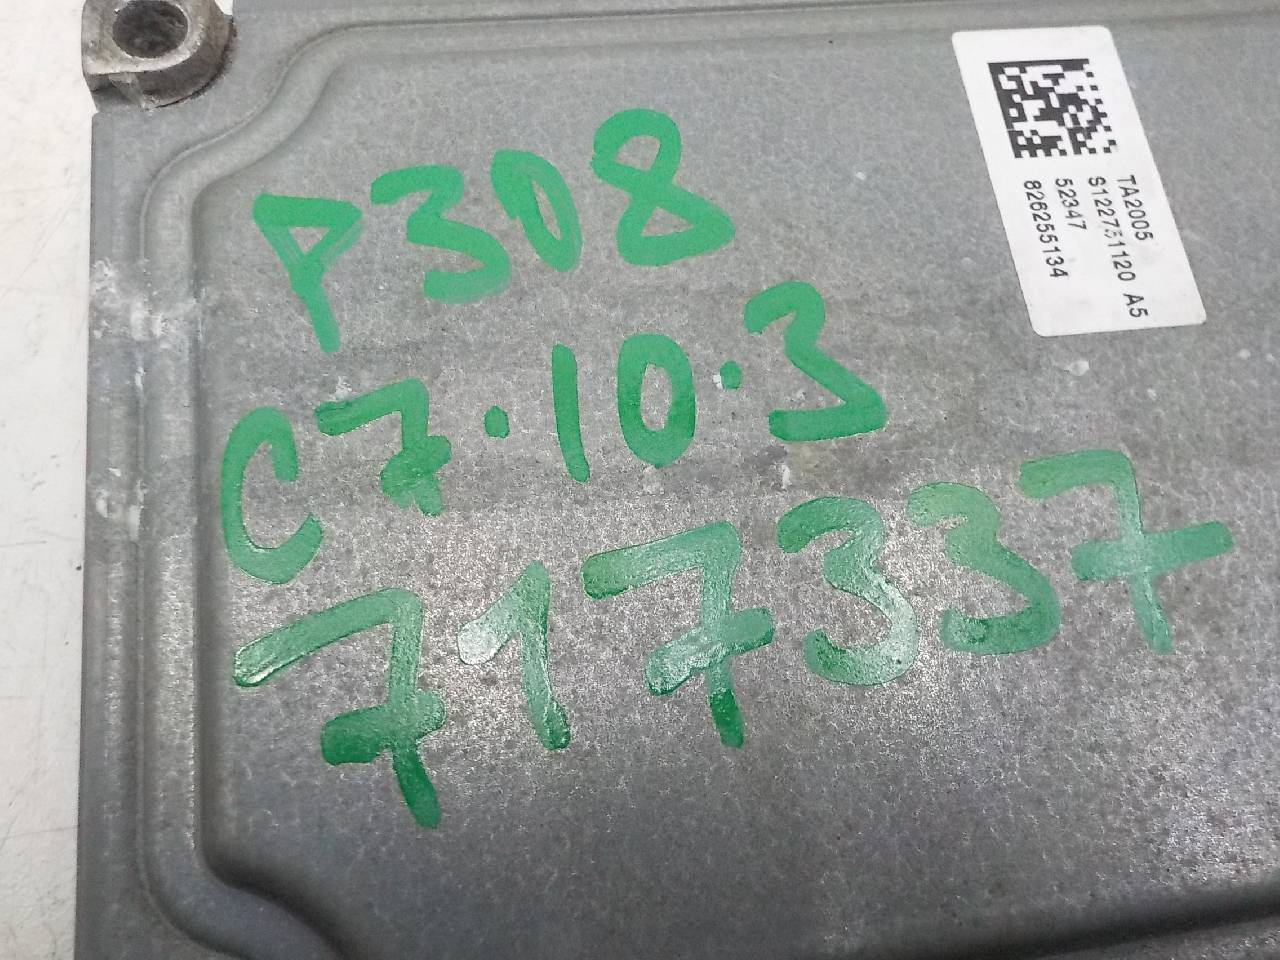 P308
C7.10.3
717337
TA2005
S122751120 A5
52347
826255134